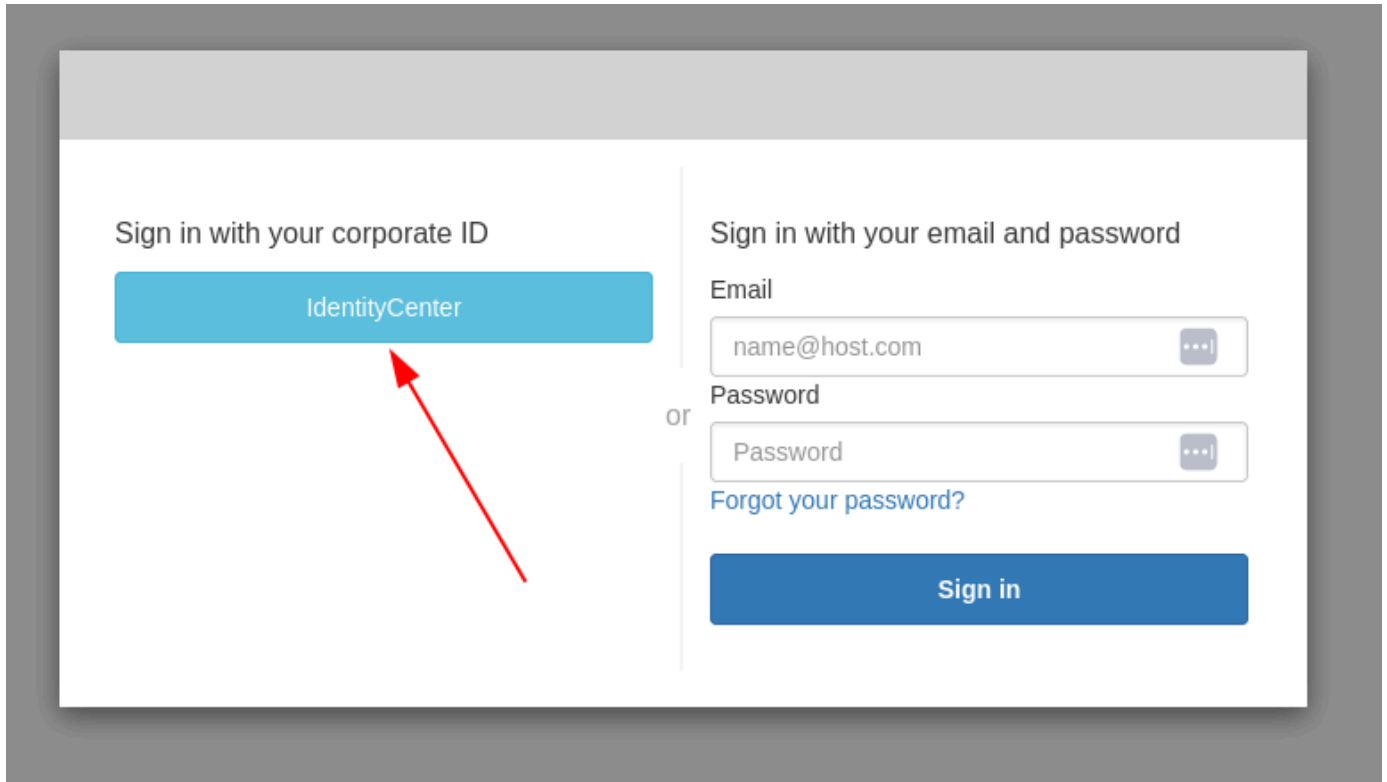 Sign in with your corporate ID
IdentityCenter
or
Sign in with your email and password
Email
name@host.com
Password
Password
Forgot your password?
Sign in